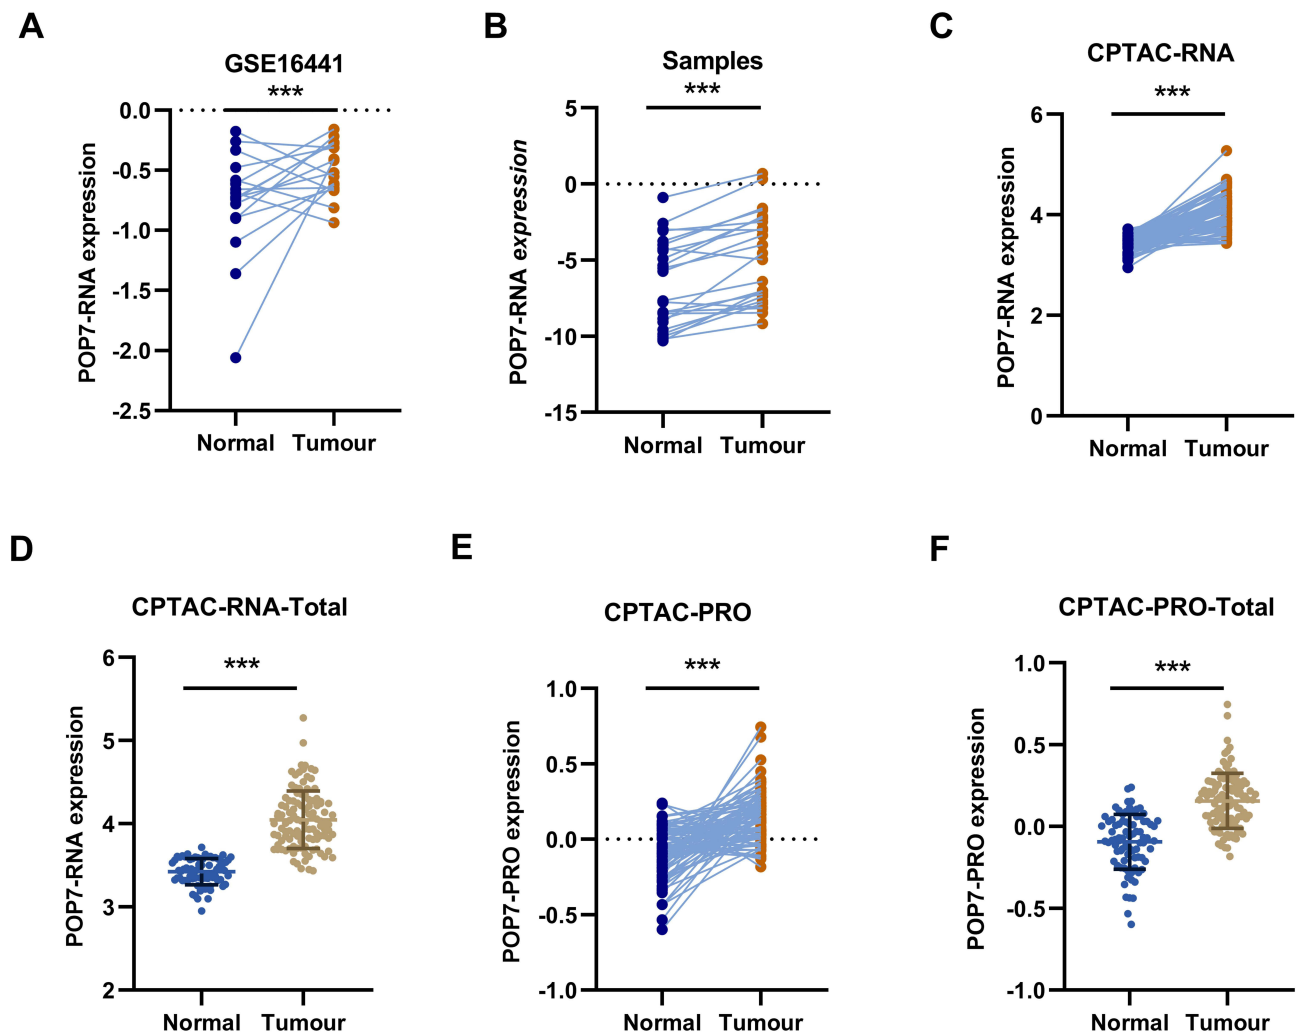 A
GSE16441
***
0.0
-0.5
-1.0
-1.5
-2.0
-2.5
POP7-RNA expression
Normal Tumour
B
Samples
***
5
0
-5
-10
-15
POP7-RNA expression
Normal Tumour
C
CPTAC-RNA
***
6
4
2
0
POP7-RNA expression
Normal Tumour
D
CPTAC-RNA-Total
***
6
5
4
3
2
POP7-RNA expression
Normal Tumour
E
CPTAC-PRO
***
1.0
0.5
0.0
-0.5
-1.0
POP7-PRO expression
Normal Tumour
F
CPTAC-PRO-Total
***
1.0
0.5
0.0
-0.5
-1.0
POP7-PRO expression
Normal Tumour